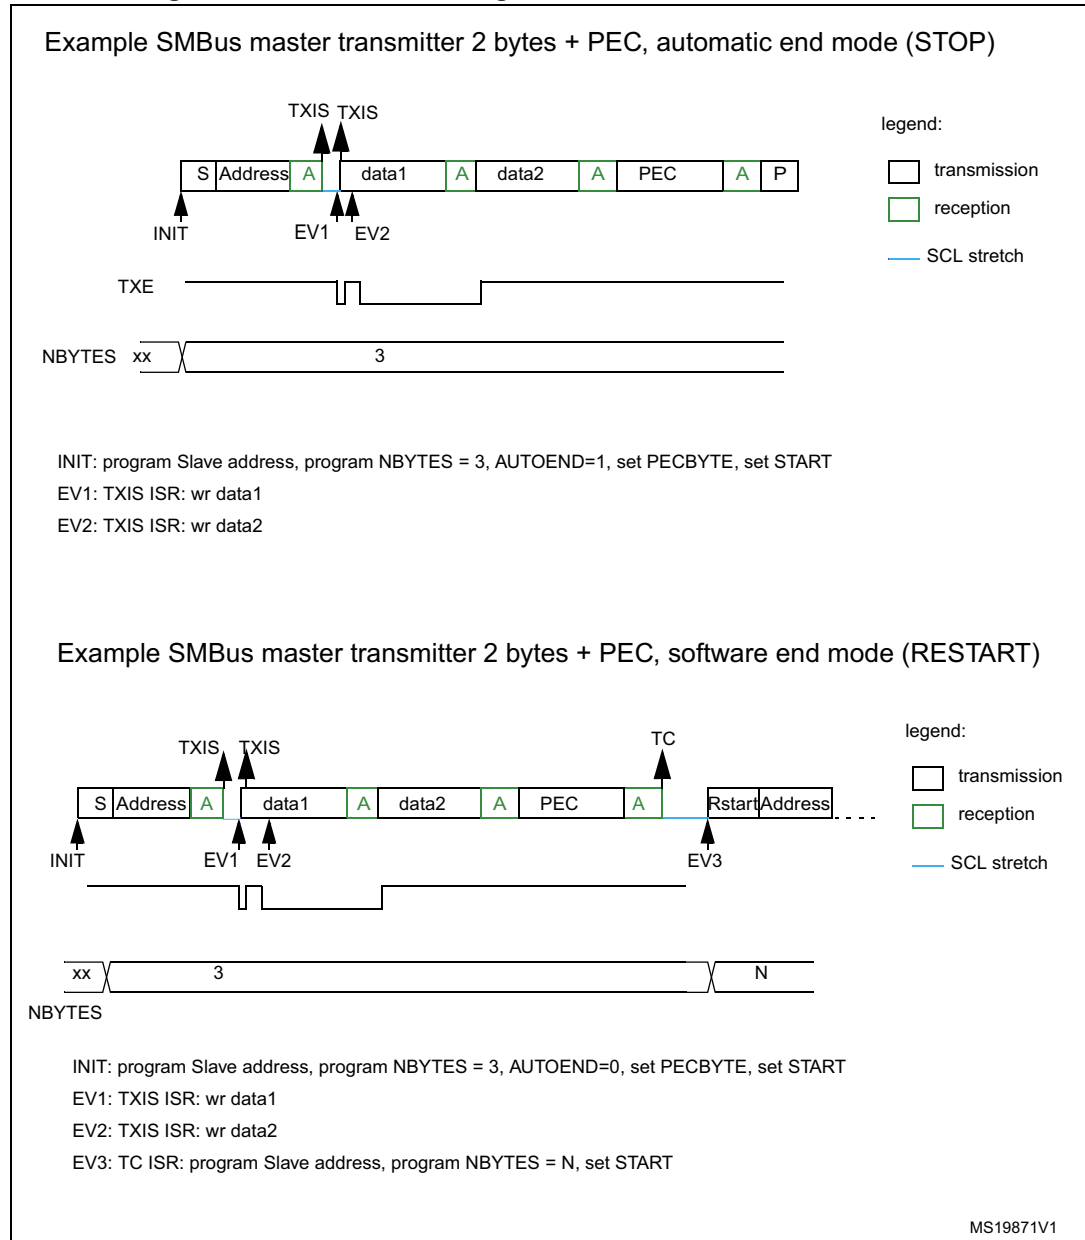 Example SMBus master transmitter 2 bytes + PEC, automatic end mode (STOP)
TXIS TXIS
legend:
S Address A data1 A data2 A PEC A P
transmission
reception
INIT EV1 EV2
SCL stretch
TXE
NBYTES xx 3
INIT: program Slave address, program NBYTES = 3, AUTOEND=1, set PECBYTE, set START
EV1: TXIS ISR: wr data1
EV2: TXIS ISR: wr data2
Example SMBus master transmitter 2 bytes + PEC, software end mode (RESTART)
TXIS TXIS TC
legend:
S Address A data1 A data2 A PEC A Rstart Address
transmission
reception
INIT EV1 EV2 EV3
SCL stretch
xx 3 N
NBYTES
INIT: program Slave address, program NBYTES = 3, AUTOEND=0, set PECBYTE, set START
EV1: TXIS ISR: wr data1
EV2: TXIS ISR: wr data2
EV3: TC ISR: program Slave address, program NBYTES = N, set START
MS19871V1